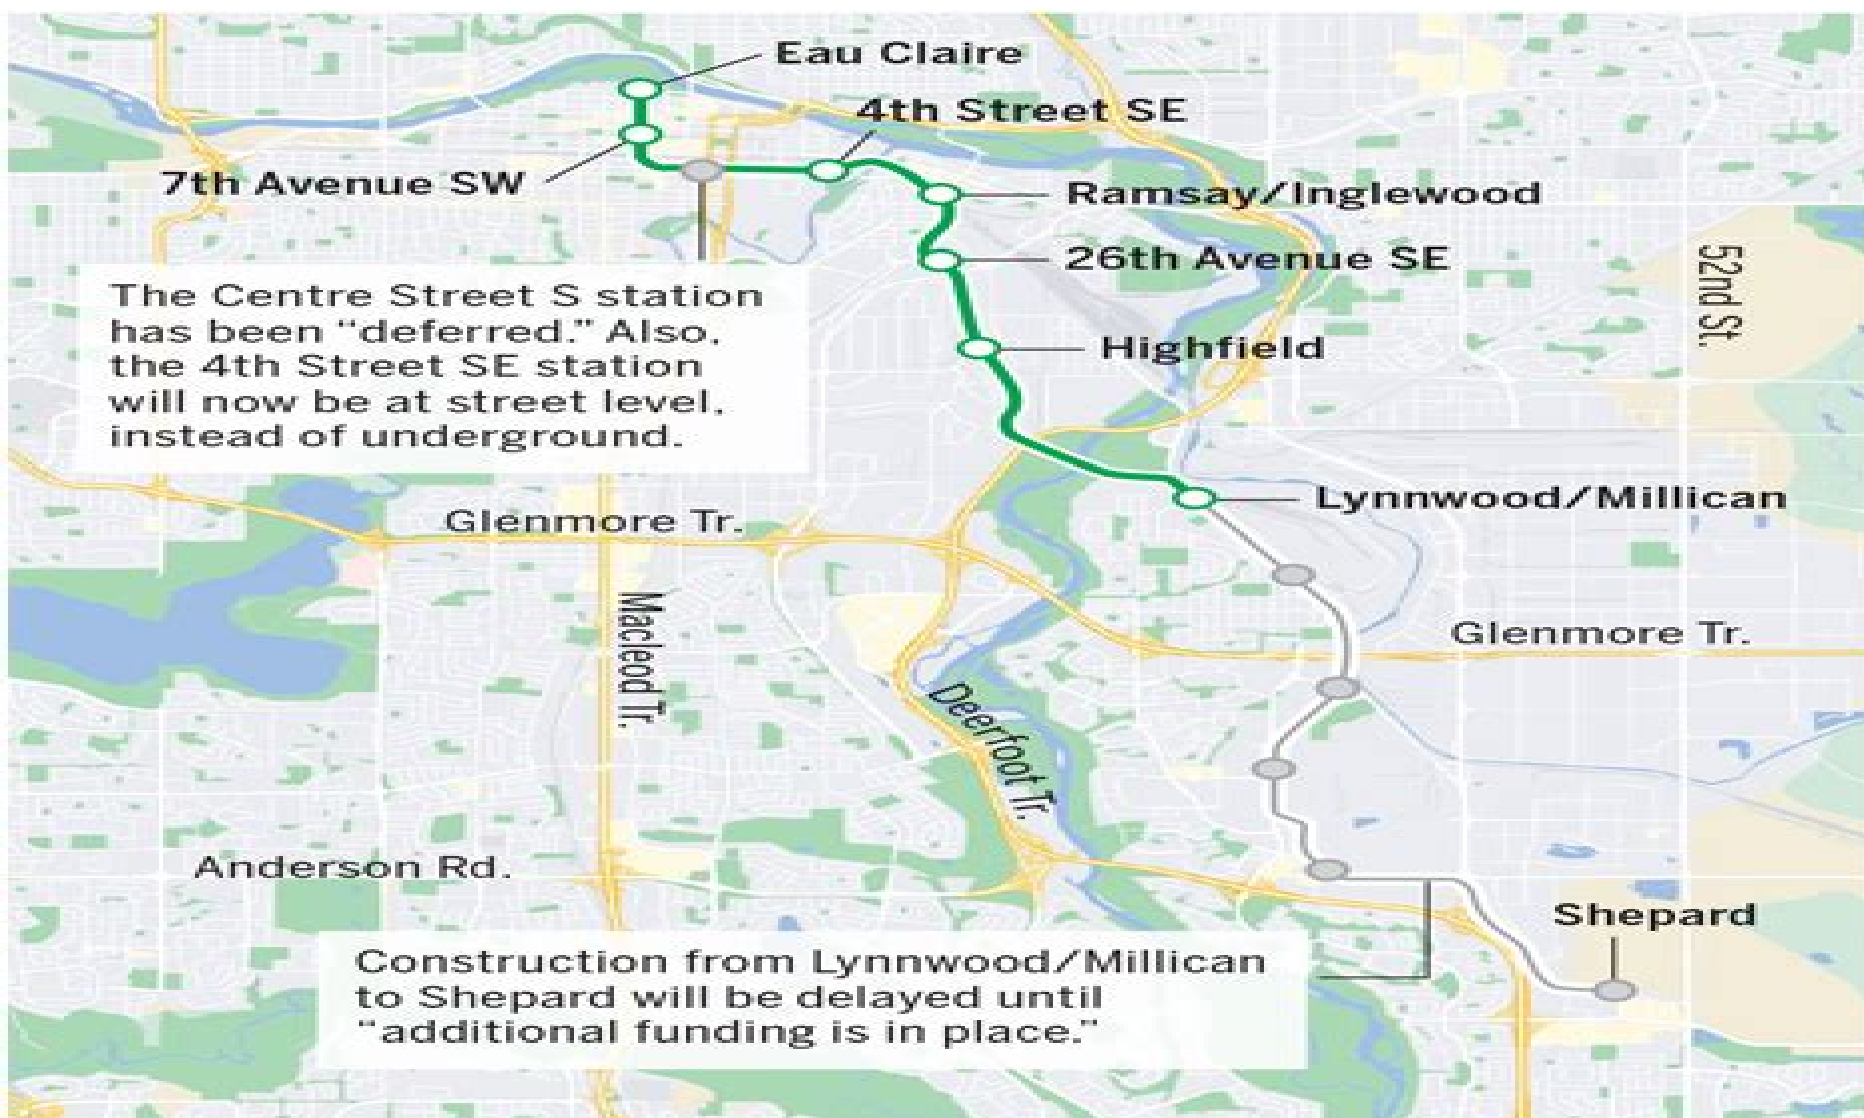 Eau Claire
4th Street SE
7th Avenue SW
Ramsay/Inglewood
26th Avenue SE
52nd St.
The Centre Street S station
has been “deferred.” Also,
the 4th Street SE station
will now be at street level,
instead of underground.
Highfield
Lynnwood/Millican
Glenmore Tr.
Macleod Tr.
Glenmore Tr.
Deerfoot Tr.
Anderson Rd.
Shepard
Construction from Lynnwood/Millican
to Shepard will be delayed until
“additional funding is in place.”